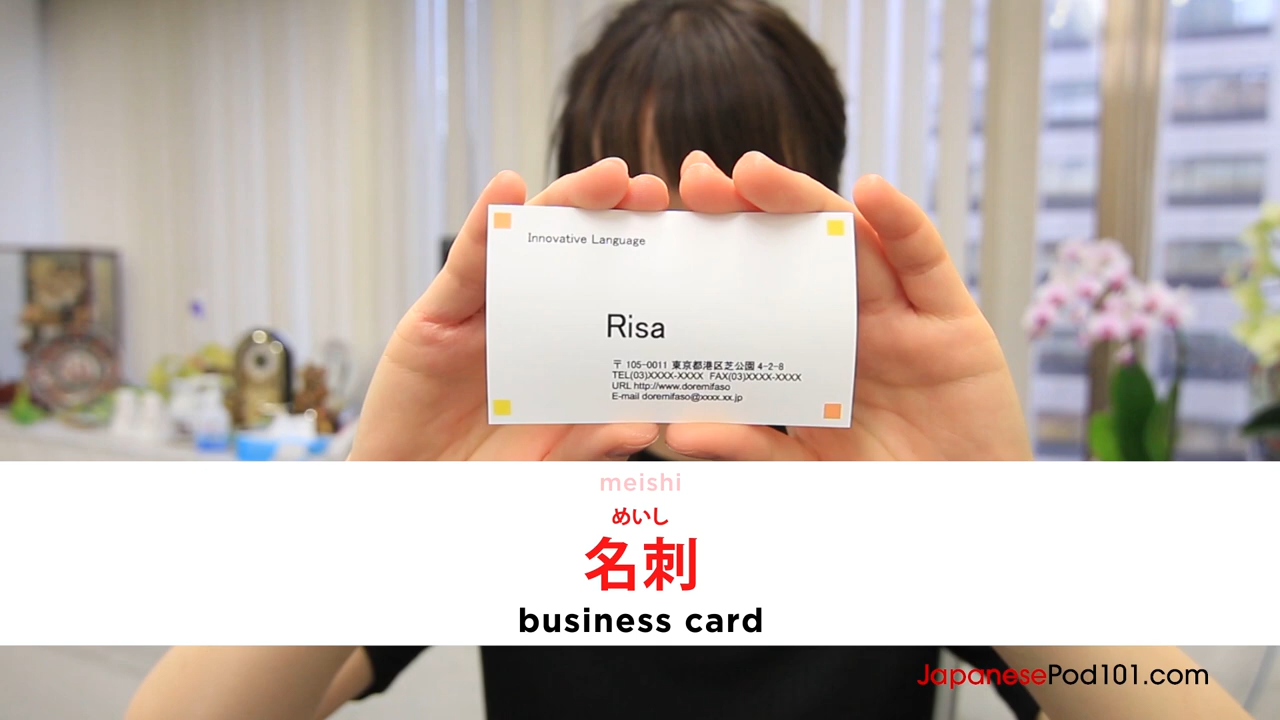 Innovative Language
Risa
〒 105-0011 東京都港区芝公園 4-2-8
TEL(03)XXXX-XXXX FAX(03)XXXX-XXXX
URL http://www.doremifaso
E-mail doremifaso@xxxx.xx.jp
meishi
めいし
名刺
business card
JapanesePod101.com